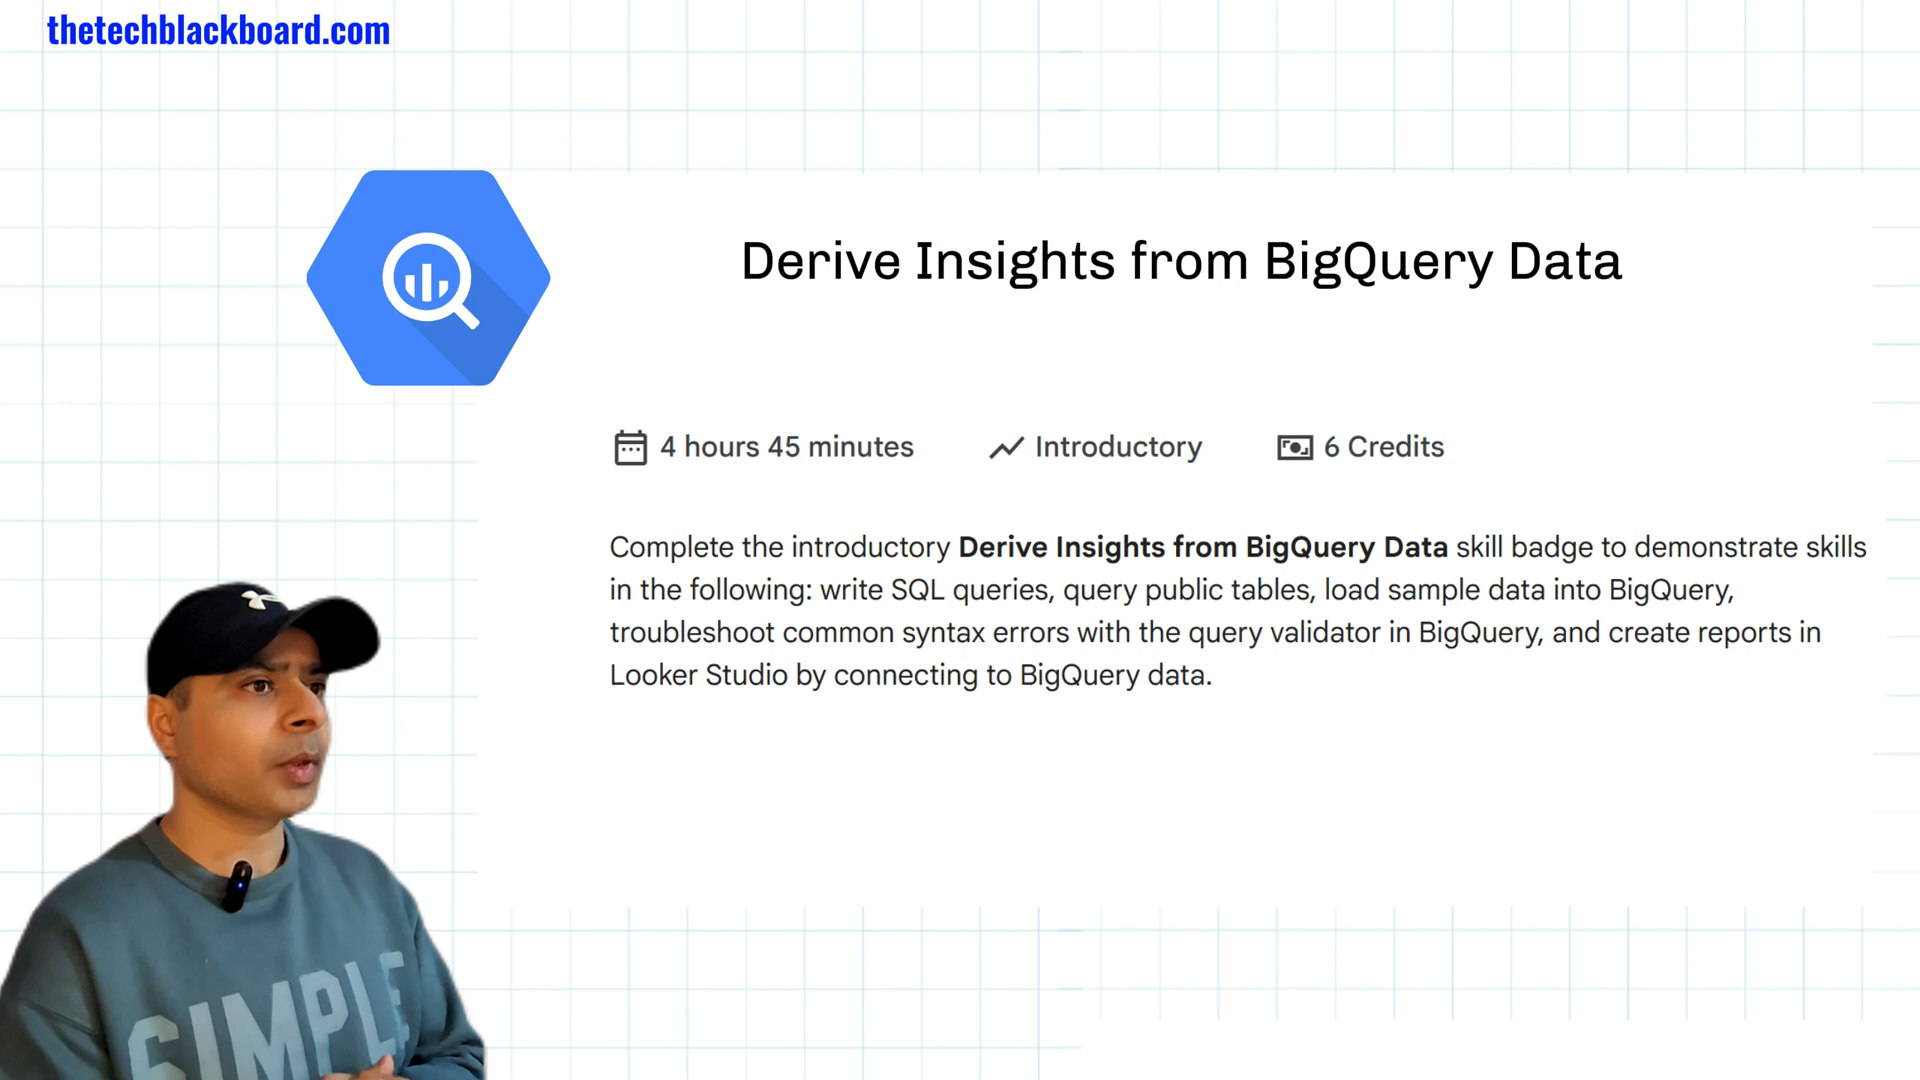 thetechblackboard.com
Derive Insights from BigQuery Data
4 hours 45 minutes
Introductory
6 Credits
Complete the introductory Derive Insights from BigQuery Data skill badge to demonstrate skills
in the following: write SQL queries, query public tables, load sample data into BigQuery,
troubleshoot common syntax errors with the query validator in BigQuery, and create reports in
Looker Studio by connecting to BigQuery data.
SIMPLE